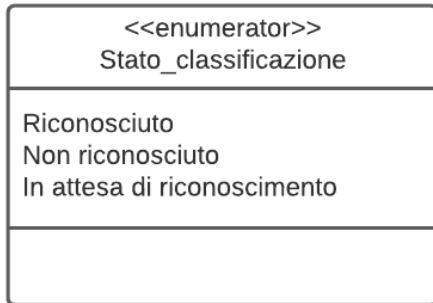 <<enumerator>>
Stato_classificazione
Riconosciuto
Non riconosciuto
In attesa di riconoscimento